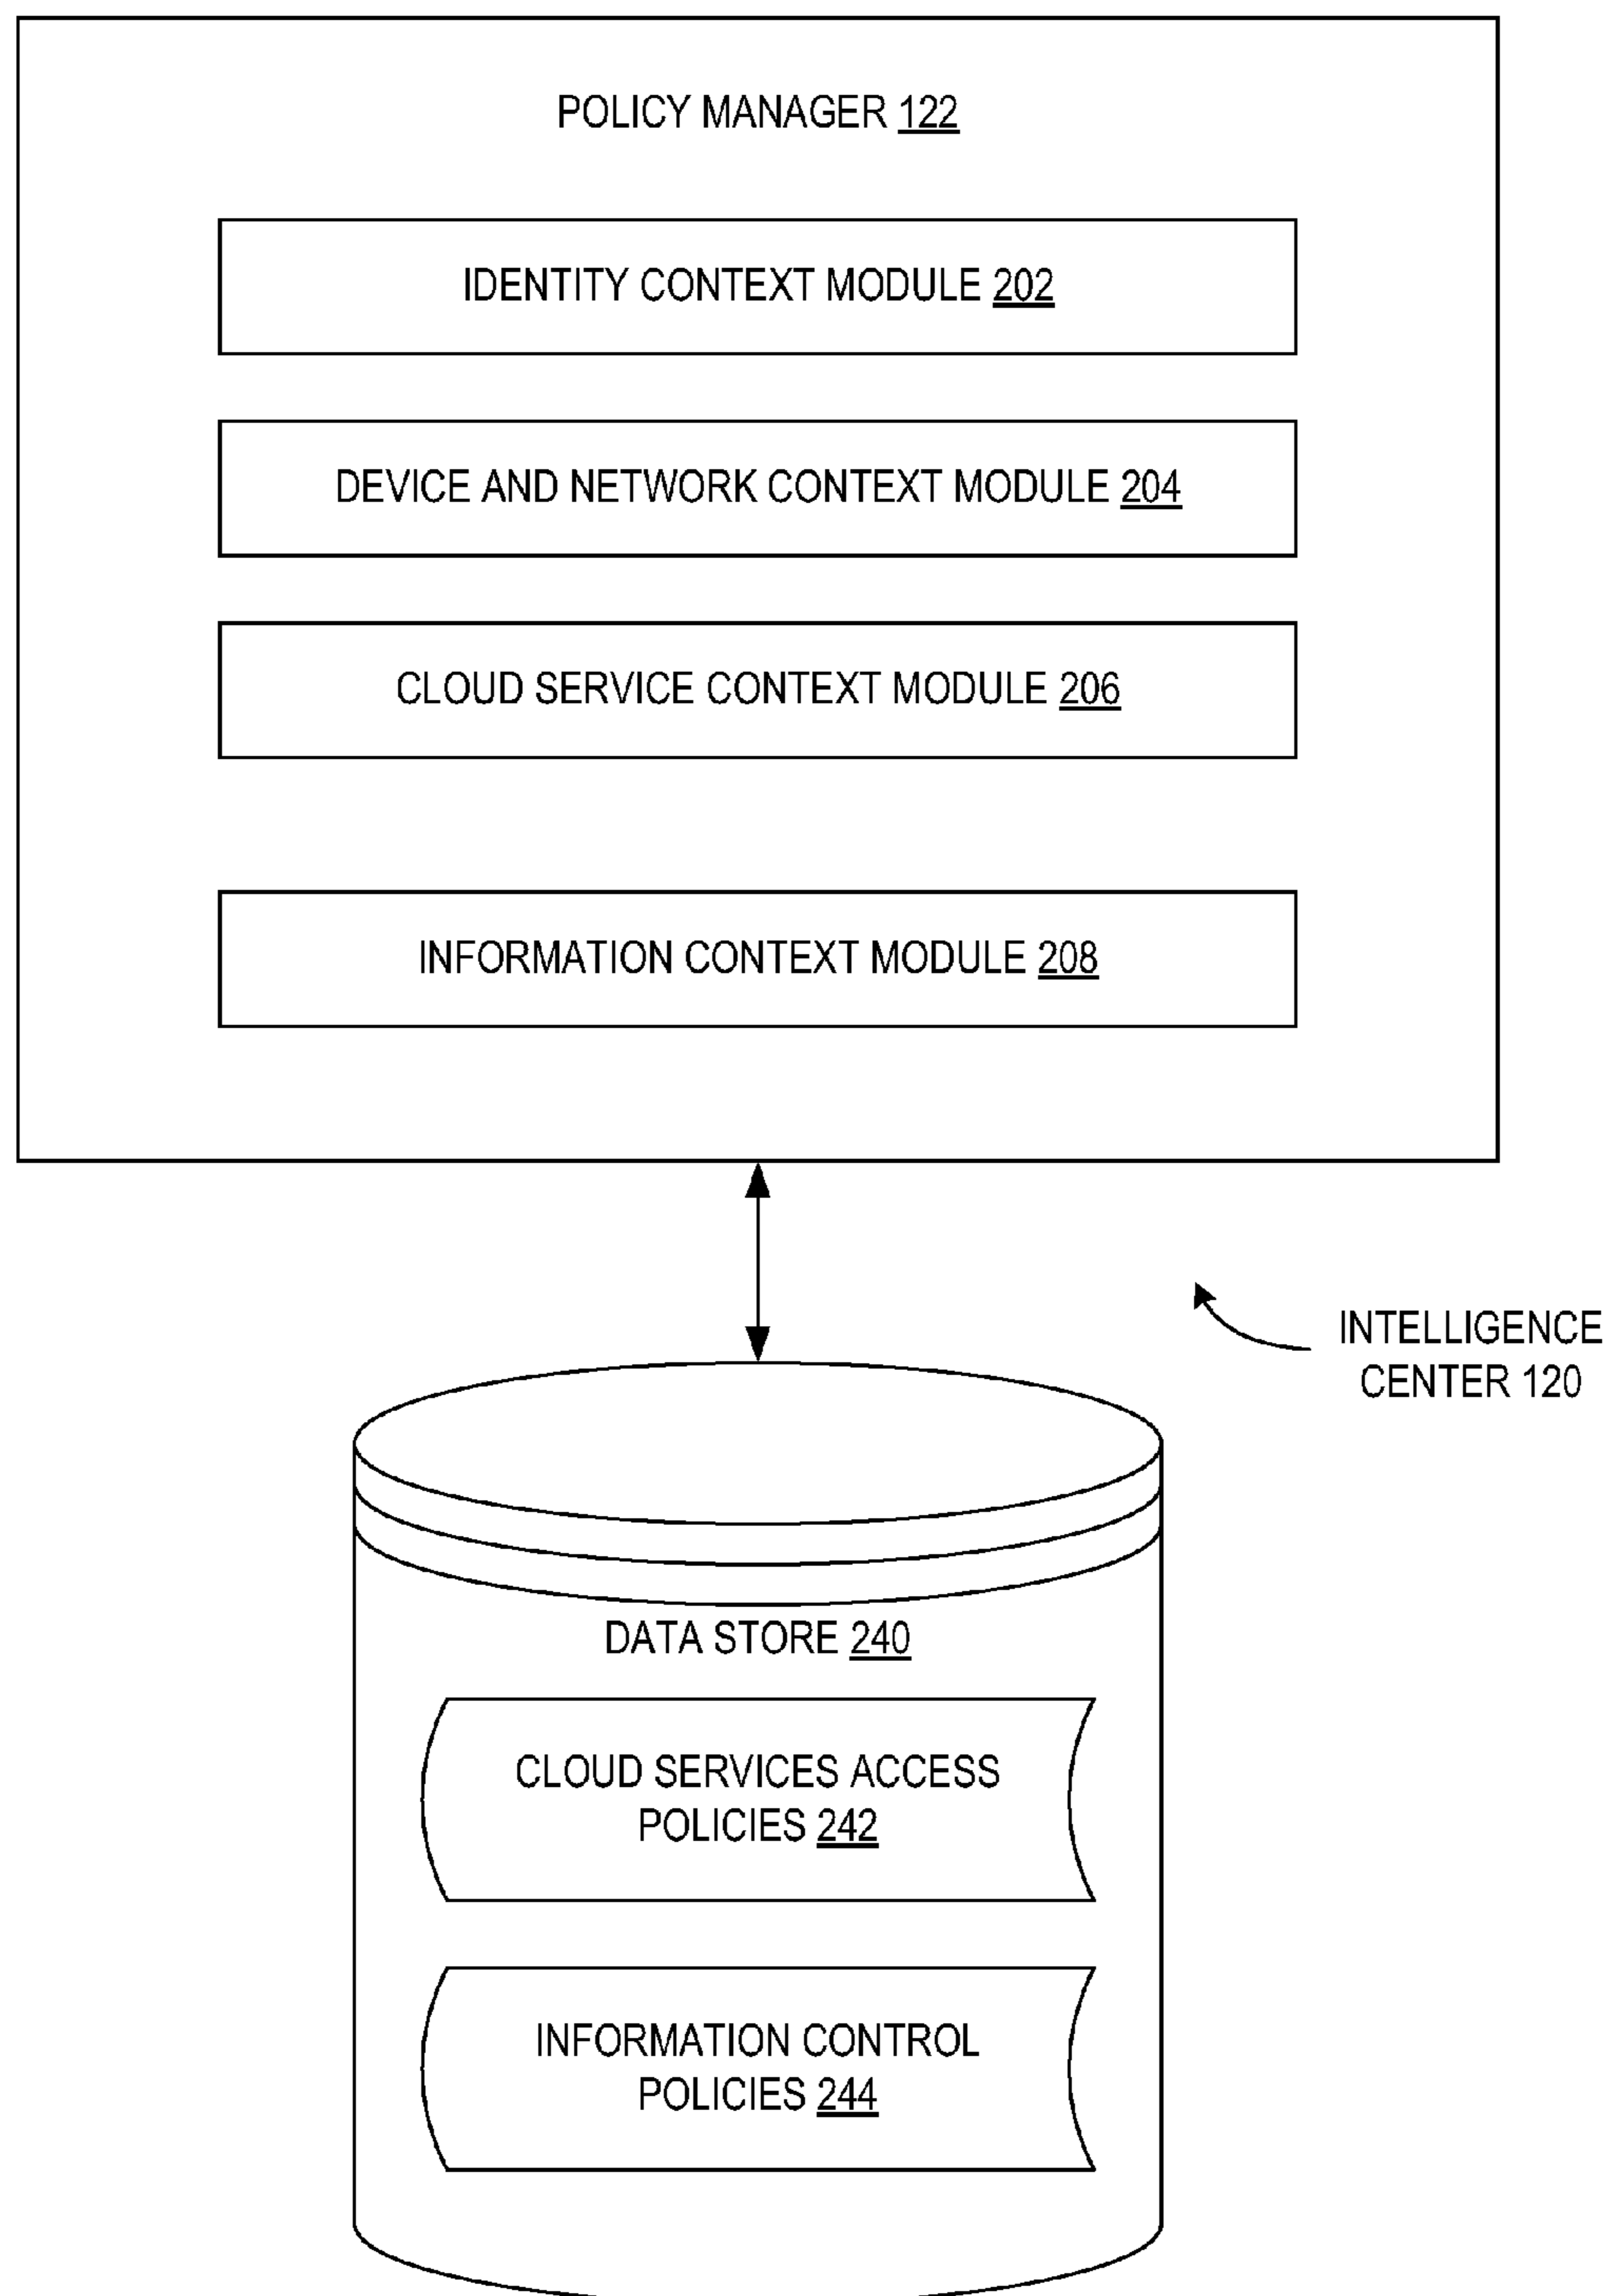 POLICY MANAGER 122
IDENTITY CONTEXT MODULE 202
DEVICE AND NETWORK CONTEXT MODULE 204
CLOUD SERVICE CONTEXT MODULE 206
INFORMATION CONTEXT MODULE 208
INTELLIGENCE
CENTER 120
DATA STORE 240
CLOUD SERVICES ACCESS
POLICIES 242
INFORMATION CONTROL
POLICIES 244